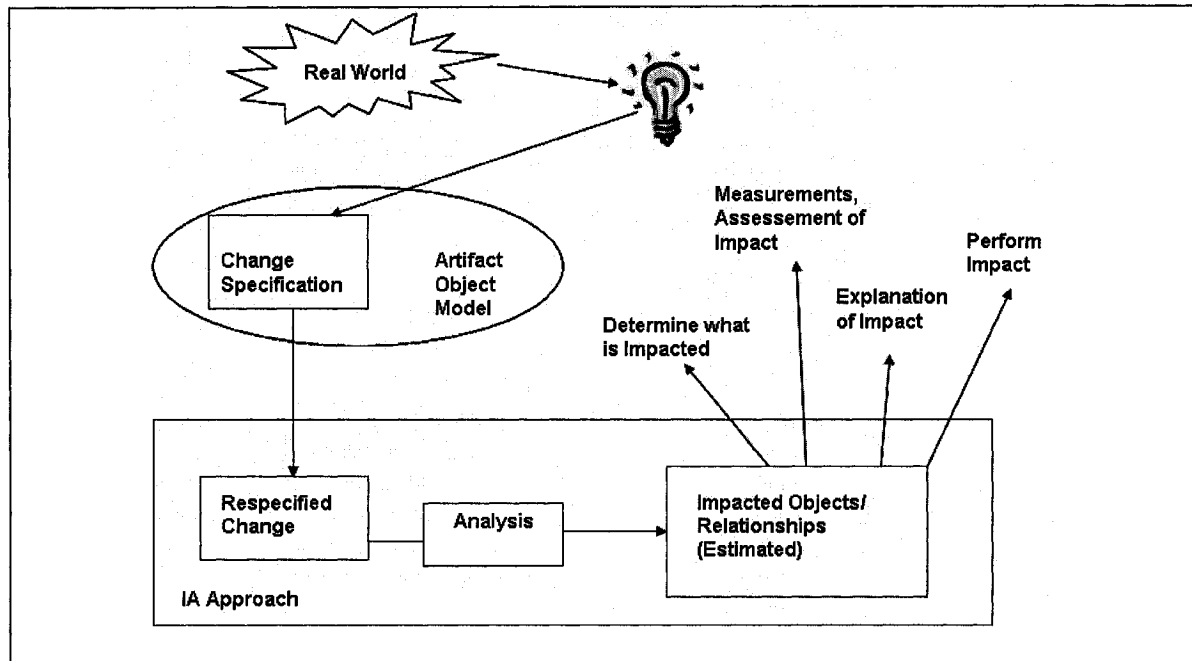 Real World
Measurements,
Assessement of
Impact
Perform
Impact
Change
Specification
Artifact
Object
Model
Explanation
of Impact
Determine what
is Impacted
Respecified
Change
Analysis
Impacted Objects/
Relationships
(Estimated)
IA Approach